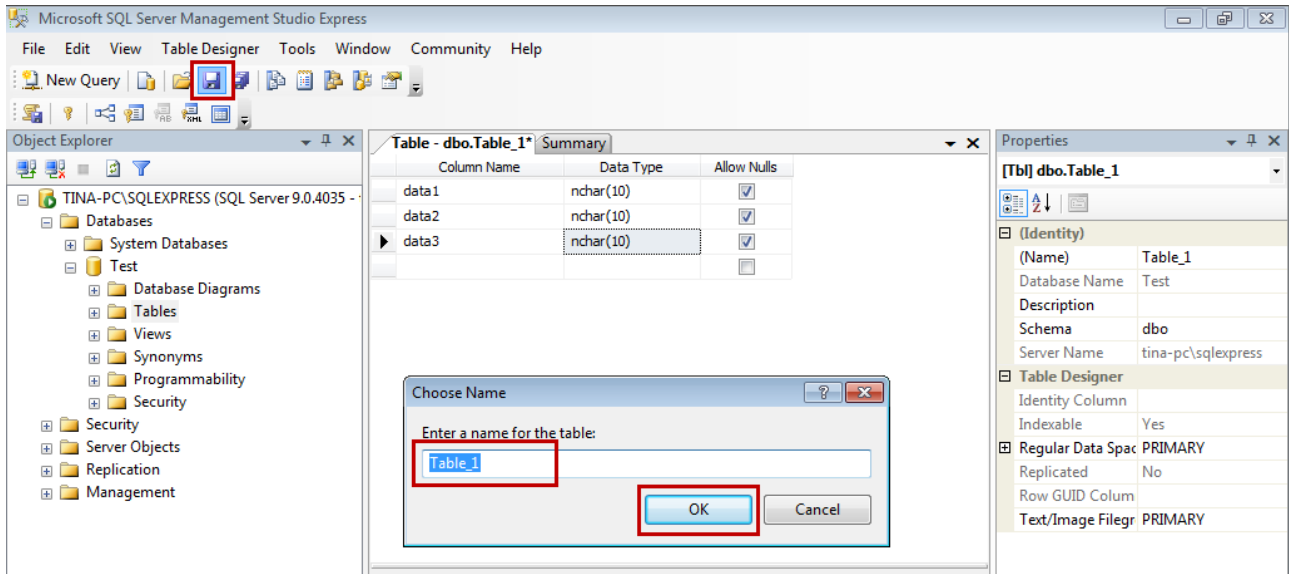 Microsoft SQL Server Management Studio Express
File Edit View Table Designer Tools Window Community Help
New Query
Object Explorer
TINA-PC\SQLEXPRESS (SQL Server 9.0.4035 -
Databases
System Databases
Test
Database Diagrams
Tables
Views
Synonyms
Programmability
Security
Security
Server Objects
Replication
Management
Table - dbo.Table_1* Summary
Column Name Data Type Allow Nulls
data1 nchar(10)
data2 nchar(10)
data3 nchar(10)
Choose Name
Enter a name for the table:
Table_1
OK Cancel
Properties
[Tbl] dbo.Table_1
(Identity)
(Name) Table_1
Database Name Test
Description
Schema dbo
Server Name tina-pc\sqlexpress
Table Designer
Identity Column
Indexable Yes
Regular Data Spac PRIMARY
Replicated No
Row GUID Colum
Text/Image Filegr PRIMARY